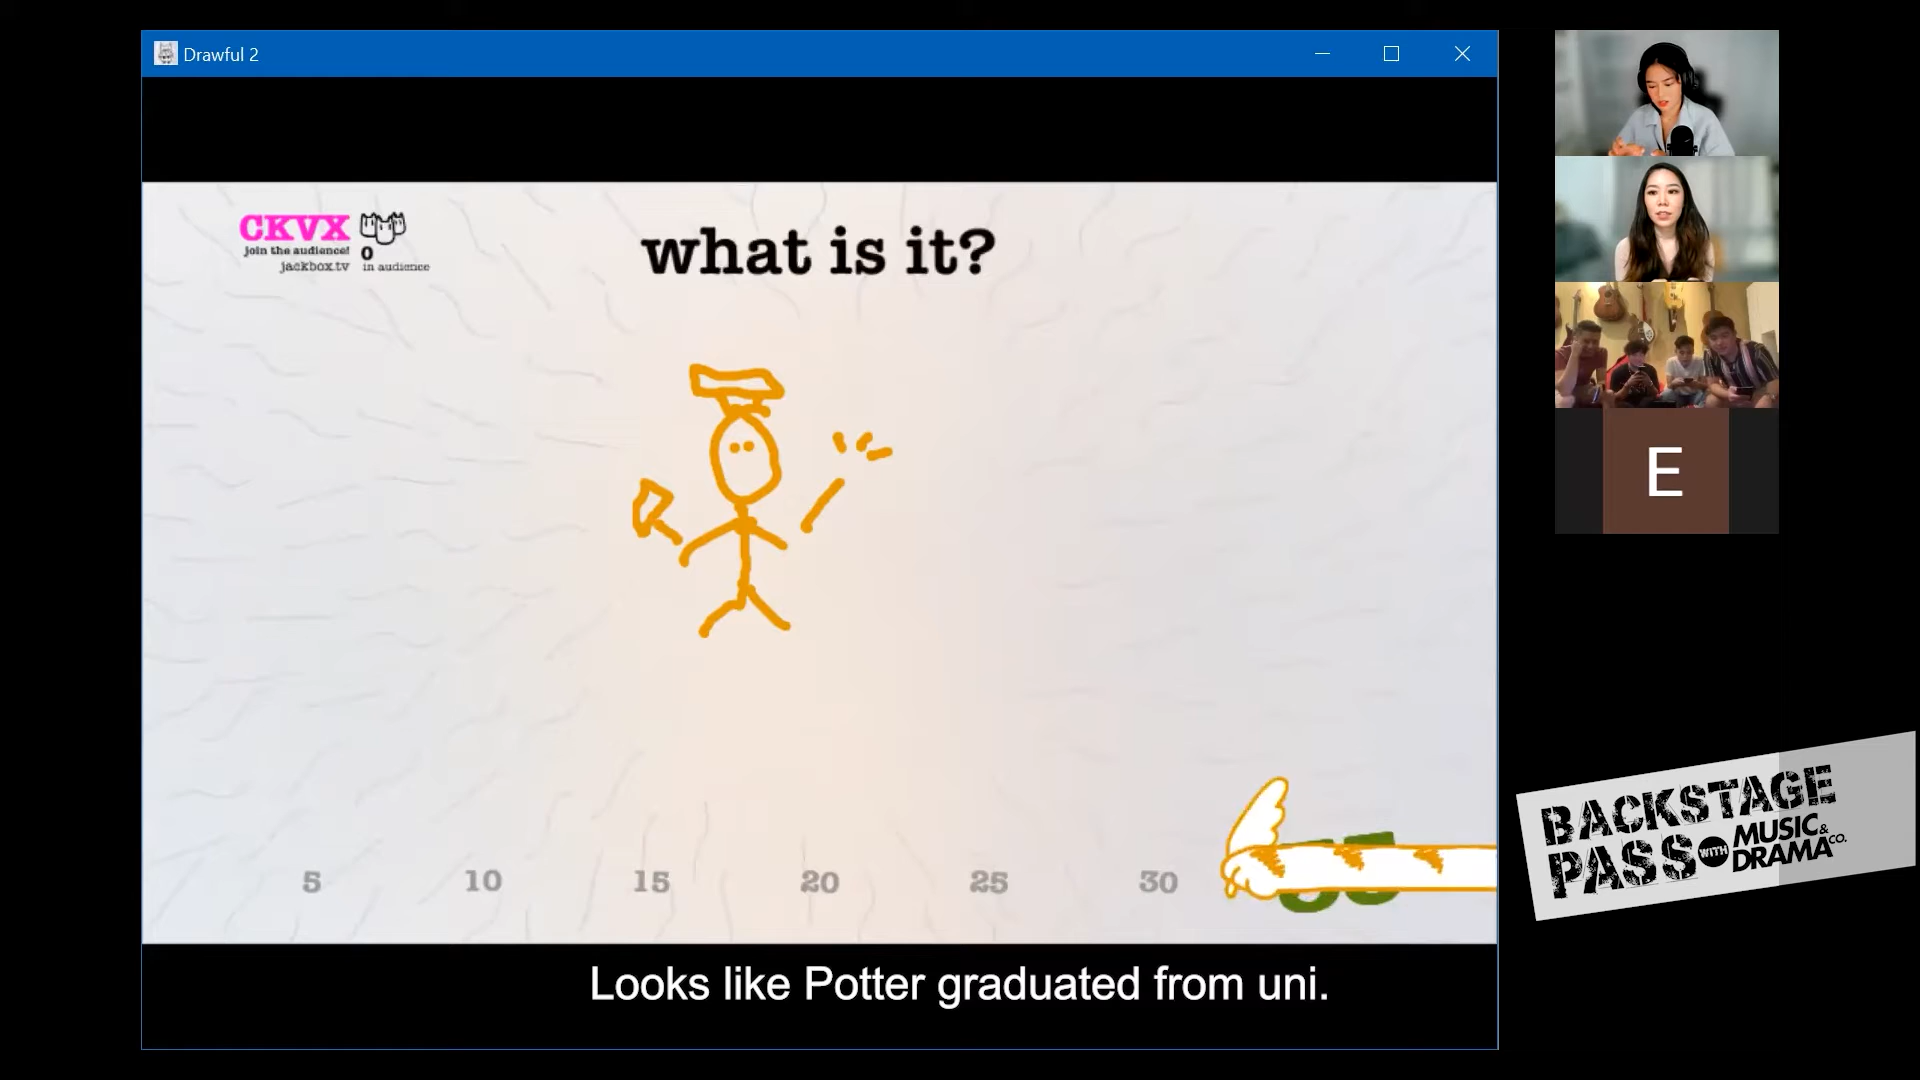 Drawful 2
CKVX
join the audience!
jackbox.tv
0
in audience
what is it?
5 10 15 20 25 30
Looks like Potter graduated from uni.
E
BACKSTAGE
PASS WITH MUSIC &
DRAMA CO.